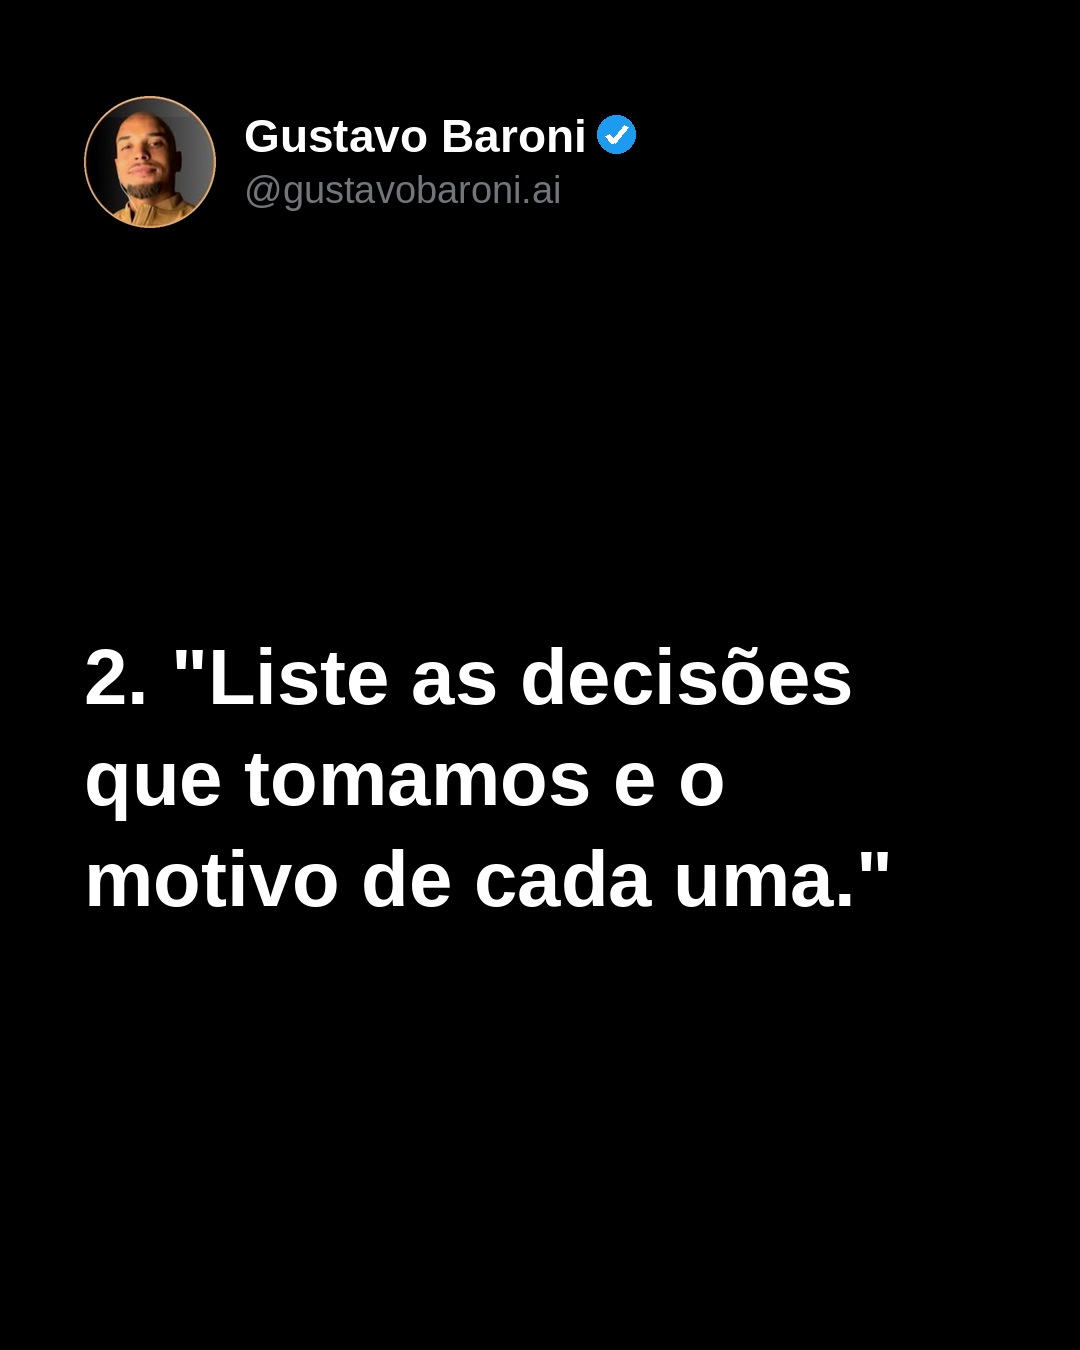 Gustavo Baroni
@gustavobaroni.ai
2. "Liste as decisões
que tomamos e o
motivo de cada uma."